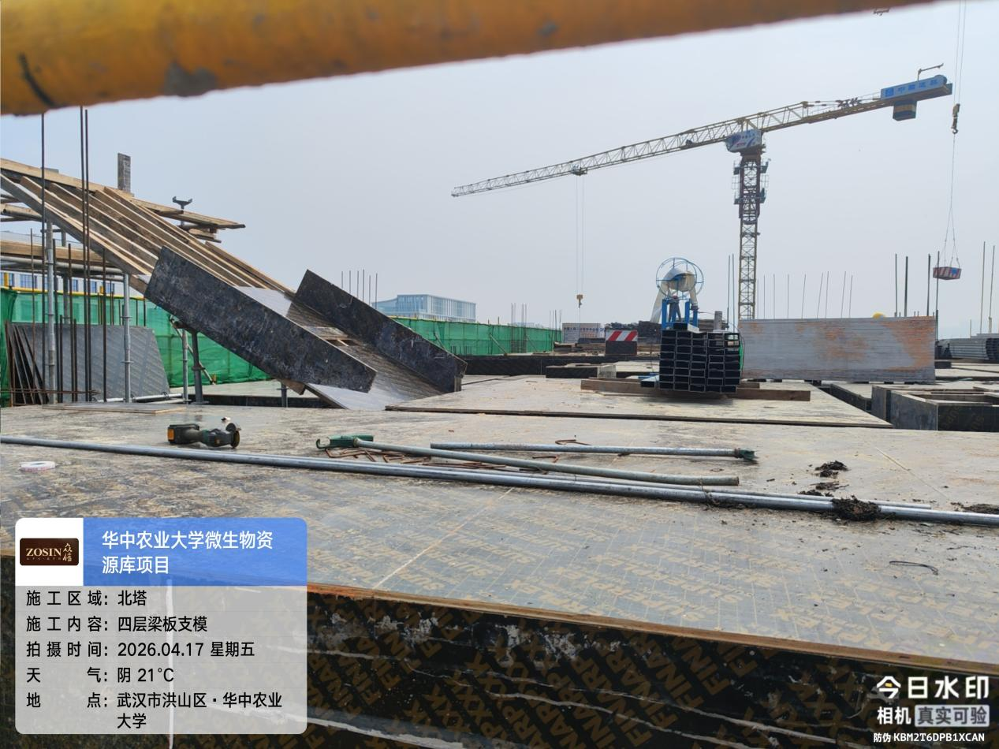 ZOSIN 众信
华中农业大学微生物资
源库项目
施工区域：北塔
施工内容：四层梁板支模
拍摄时间：2026.04.17 星期五
天气：阴 21℃
地点：武汉市洪山区·华中农业
大学
今日水印
相机 真实可验
防伪 KBM2T6DPB1XCAN